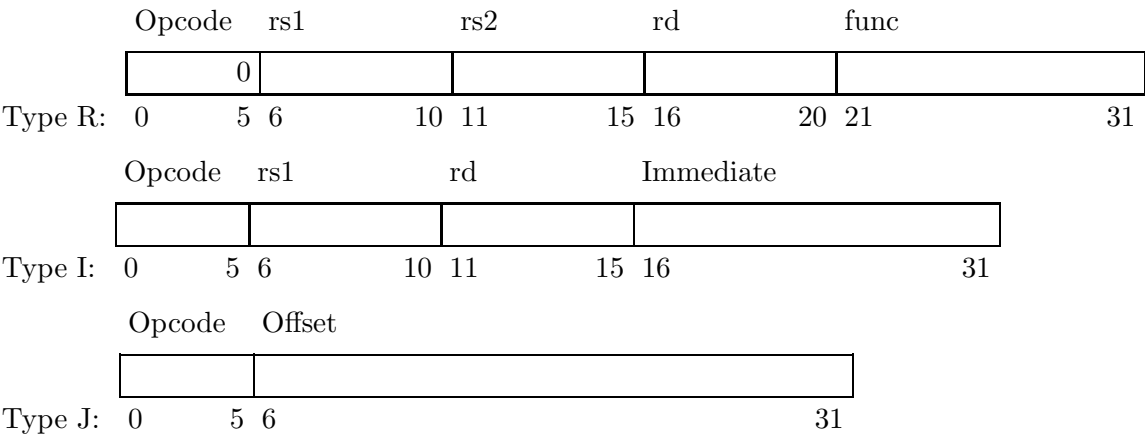 Opcode rs1 rs2 rd func
0
Type R: 0 5 6 10 11 15 16 20 21 31
Opcode rs1 rd Immediate
Type I: 0 5 6 10 11 15 16 31
Opcode Offset
Type J: 0 5 6 31